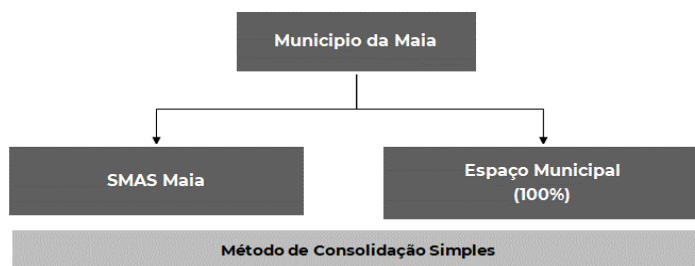 Municipio da Maia
SMAS Maia
Espaço Municipal
(100%)
Método de Consolidação Simples